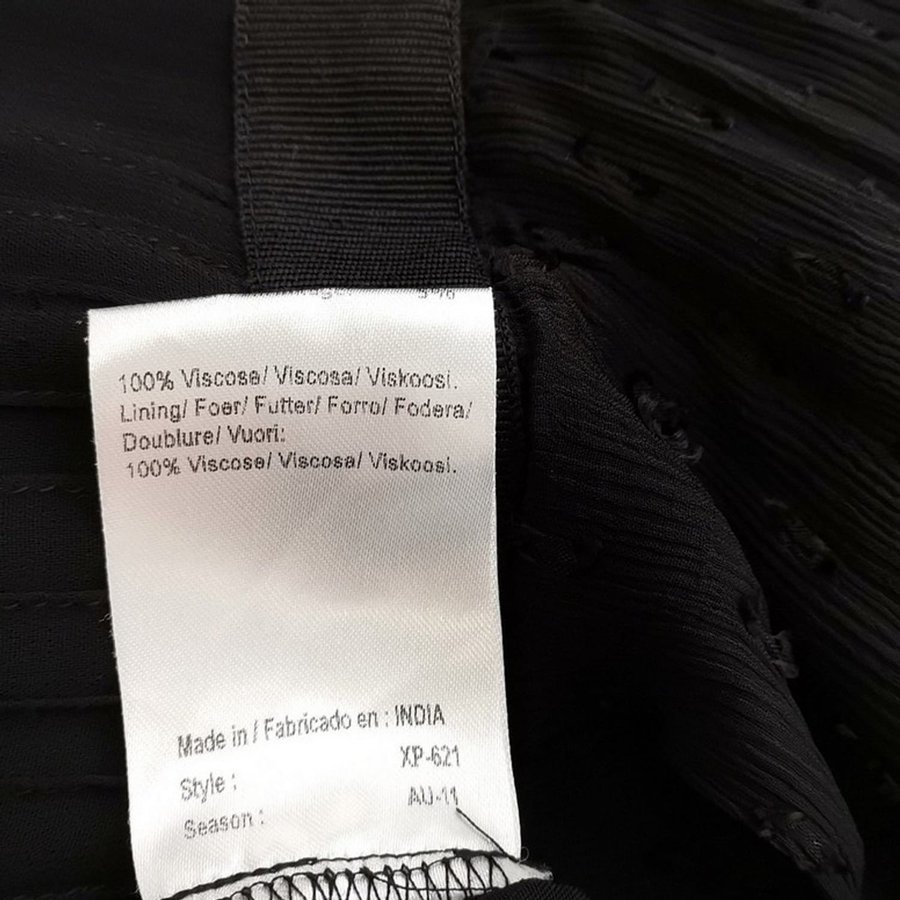 100% Viscose/ Viscosa/ Viskoosi.
Lining/ Foer/ Futter/ Forro/ Fodera/
Doublure/ Vuori:
100% Viscose/ Viscosa/ Viskoosi.
Made in / Fabricado en : INDIA
Style : XP-621
Season : AU-11